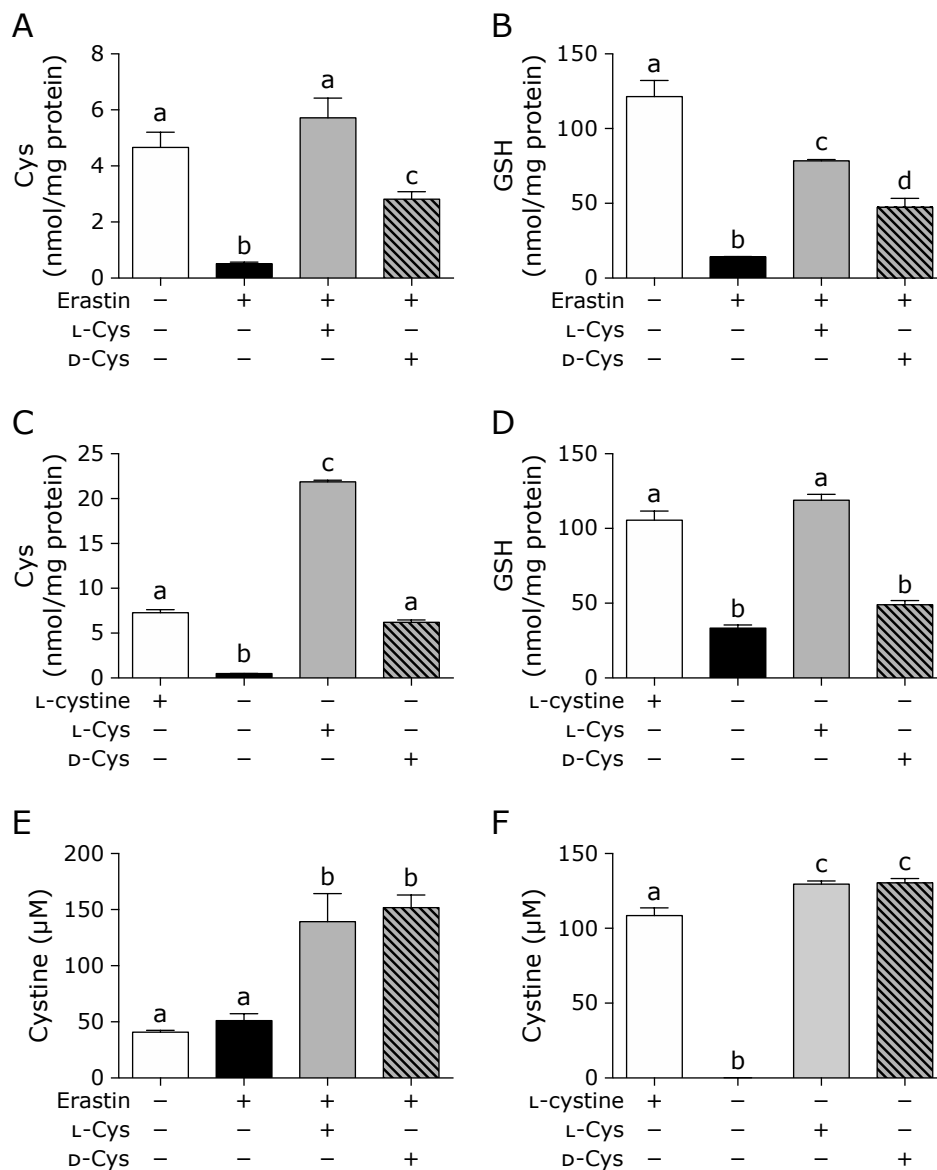 A
Cys
(nmol/mg protein)
8
6
4
2
0
a
b
a
c
Erastin − + + +
ʟ-Cys − − + −
ᴅ-Cys − − − +
B
GSH
(nmol/mg protein)
150
100
50
0
a
b
c
d
Erastin − + + +
ʟ-Cys − − + −
ᴅ-Cys − − − +
C
Cys
(nmol/mg protein)
25
20
15
10
5
0
a
b
c
a
ʟ-cystine + − − −
ʟ-Cys − − + −
ᴅ-Cys − − − +
D
GSH
(nmol/mg protein)
150
100
50
0
a
b
a
b
ʟ-cystine + − − −
ʟ-Cys − − + −
ᴅ-Cys − − − +
E
Cystine (μM)
200
150
100
50
0
a
a
b
b
Erastin − + + +
ʟ-Cys − − + −
ᴅ-Cys − − − +
F
Cystine (μM)
150
100
50
0
a
b
c
c
ʟ-cystine + − − −
ʟ-Cys − − + −
ᴅ-Cys − − − +